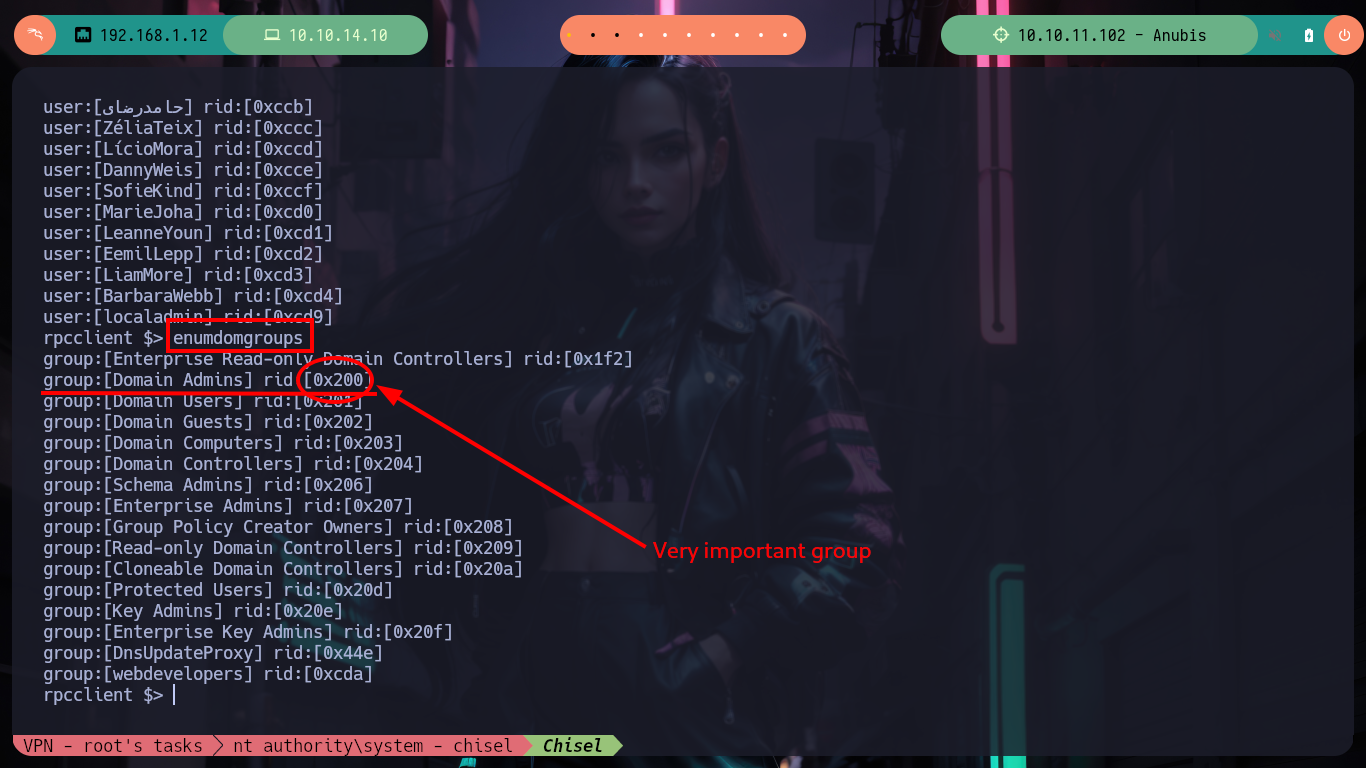 192.168.1.12
10.10.14.10
10.10.11.102 - Anubis
user:[حامدرضای] rid:[0xccb]
user:[ZéliaTeix] rid:[0xccc]
user:[LícioMora] rid:[0xccd]
user:[DannyWeis] rid:[0xcce]
user:[SofieKind] rid:[0xccf]
user:[MarieJoha] rid:[0xcd0]
user:[LeanneYoun] rid:[0xcd1]
user:[EemilLepp] rid:[0xcd2]
user:[LiamMore] rid:[0xcd3]
user:[BarbaraWebb] rid:[0xcd4]
user:[localadmin] rid:[0xcd9]
rpcclient $> enumdomgroups
group:[Enterprise Read-only Domain Controllers] rid:[0x1f2]
group:[Domain Admins] rid:[0x200]
group:[Domain Users] rid:[0x201]
group:[Domain Guests] rid:[0x202]
group:[Domain Computers] rid:[0x203]
group:[Domain Controllers] rid:[0x204]
group:[Schema Admins] rid:[0x206]
group:[Enterprise Admins] rid:[0x207]
group:[Group Policy Creator Owners] rid:[0x208]
group:[Read-only Domain Controllers] rid:[0x209]
Very important group
group:[Cloneable Domain Controllers] rid:[0x20a]
group:[Protected Users] rid:[0x20d]
group:[Key Admins] rid:[0x20e]
group:[Enterprise Key Admins] rid:[0x20f]
group:[DnsUpdateProxy] rid:[0x44e]
group:[webdevelopers] rid:[0xcda]
rpcclient $>
VPN - root's tasks
nt authority\system - chisel
Chisel